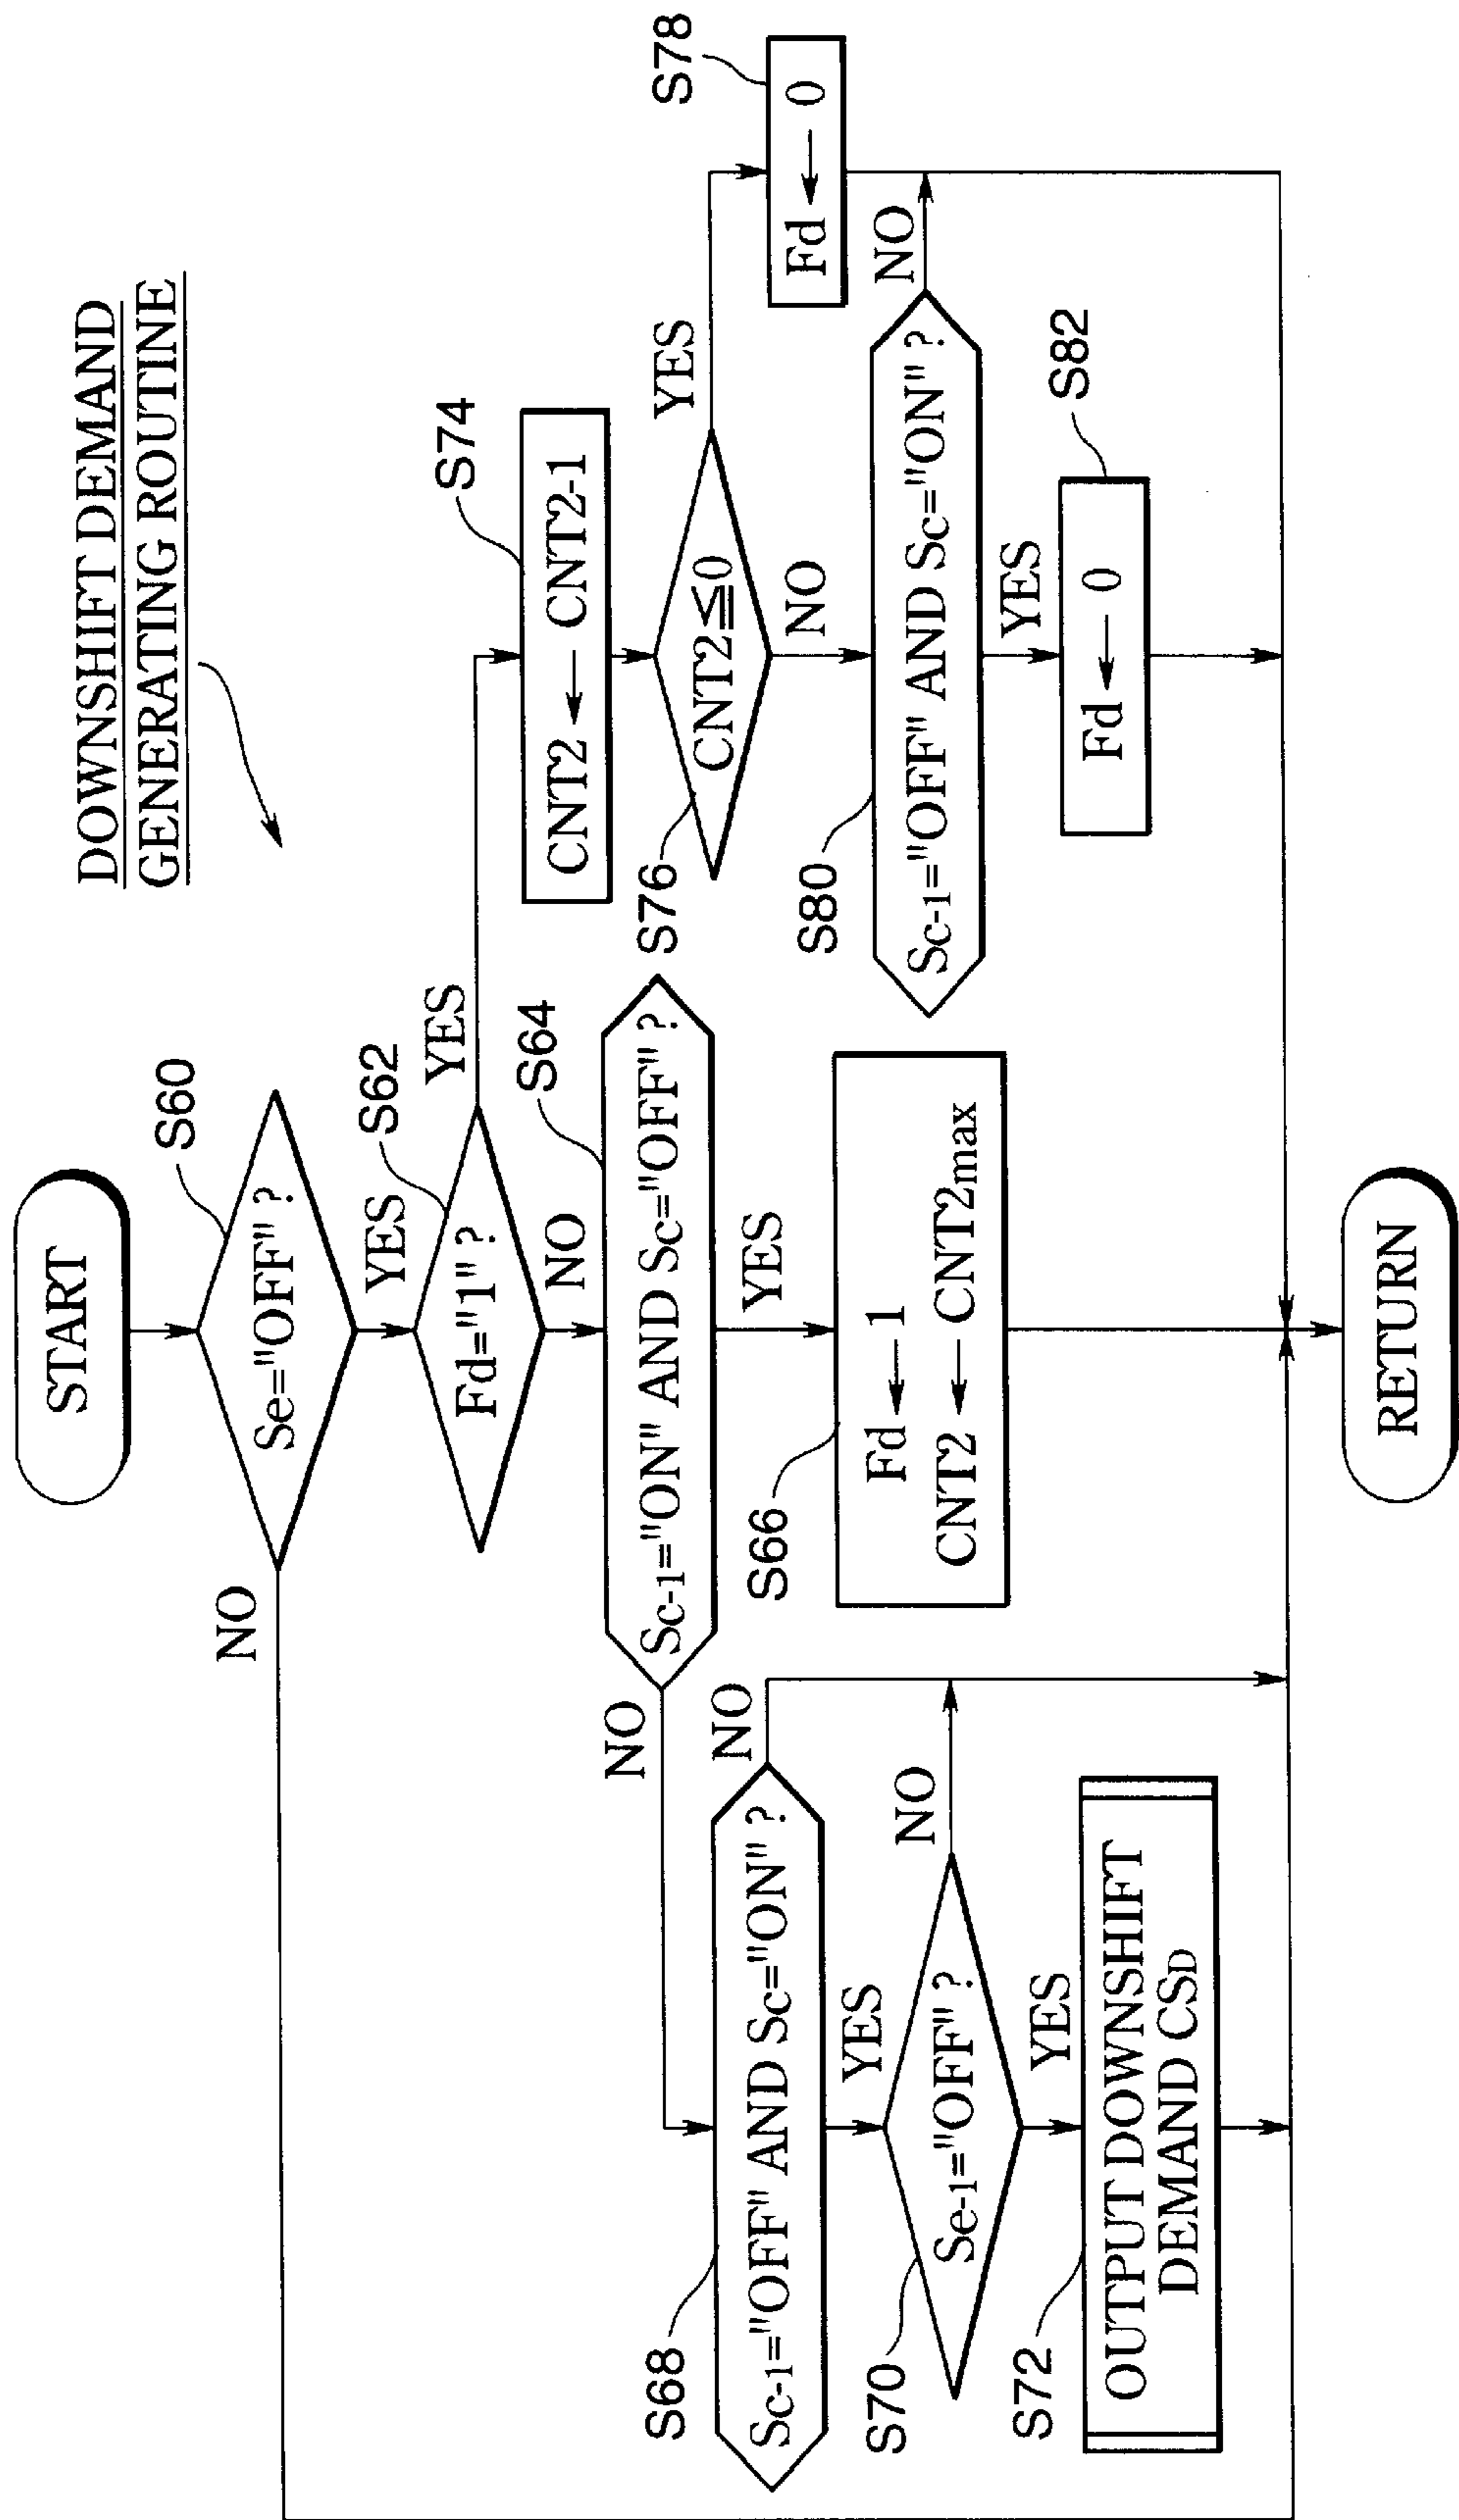 DOWNSHIFT DEMAND
GENERATING ROUTINE
START
S60
Se="OFF" ?
NO
YES
S62
Fd="1" ?
YES
NO
S64
Sc-1="ON" AND Sc="OFF" ?
NO
YES
S66
Fd ← 1
CNT2 ← CNT2max
S68
Sc-1="OFF" AND Sc="ON" ?
NO
YES
S70
Se-1="OFF" ?
NO
YES
S72
OUTPUT DOWNSHIFT
DEMAND CSD
S74
CNT2 ← CNT2-1
S76
CNT2≦0
YES
NO
S78
Fd ← 0
S80
Sc-1="OFF" AND Sc="ON" ?
NO
YES
S82
Fd ← 0
RETURN